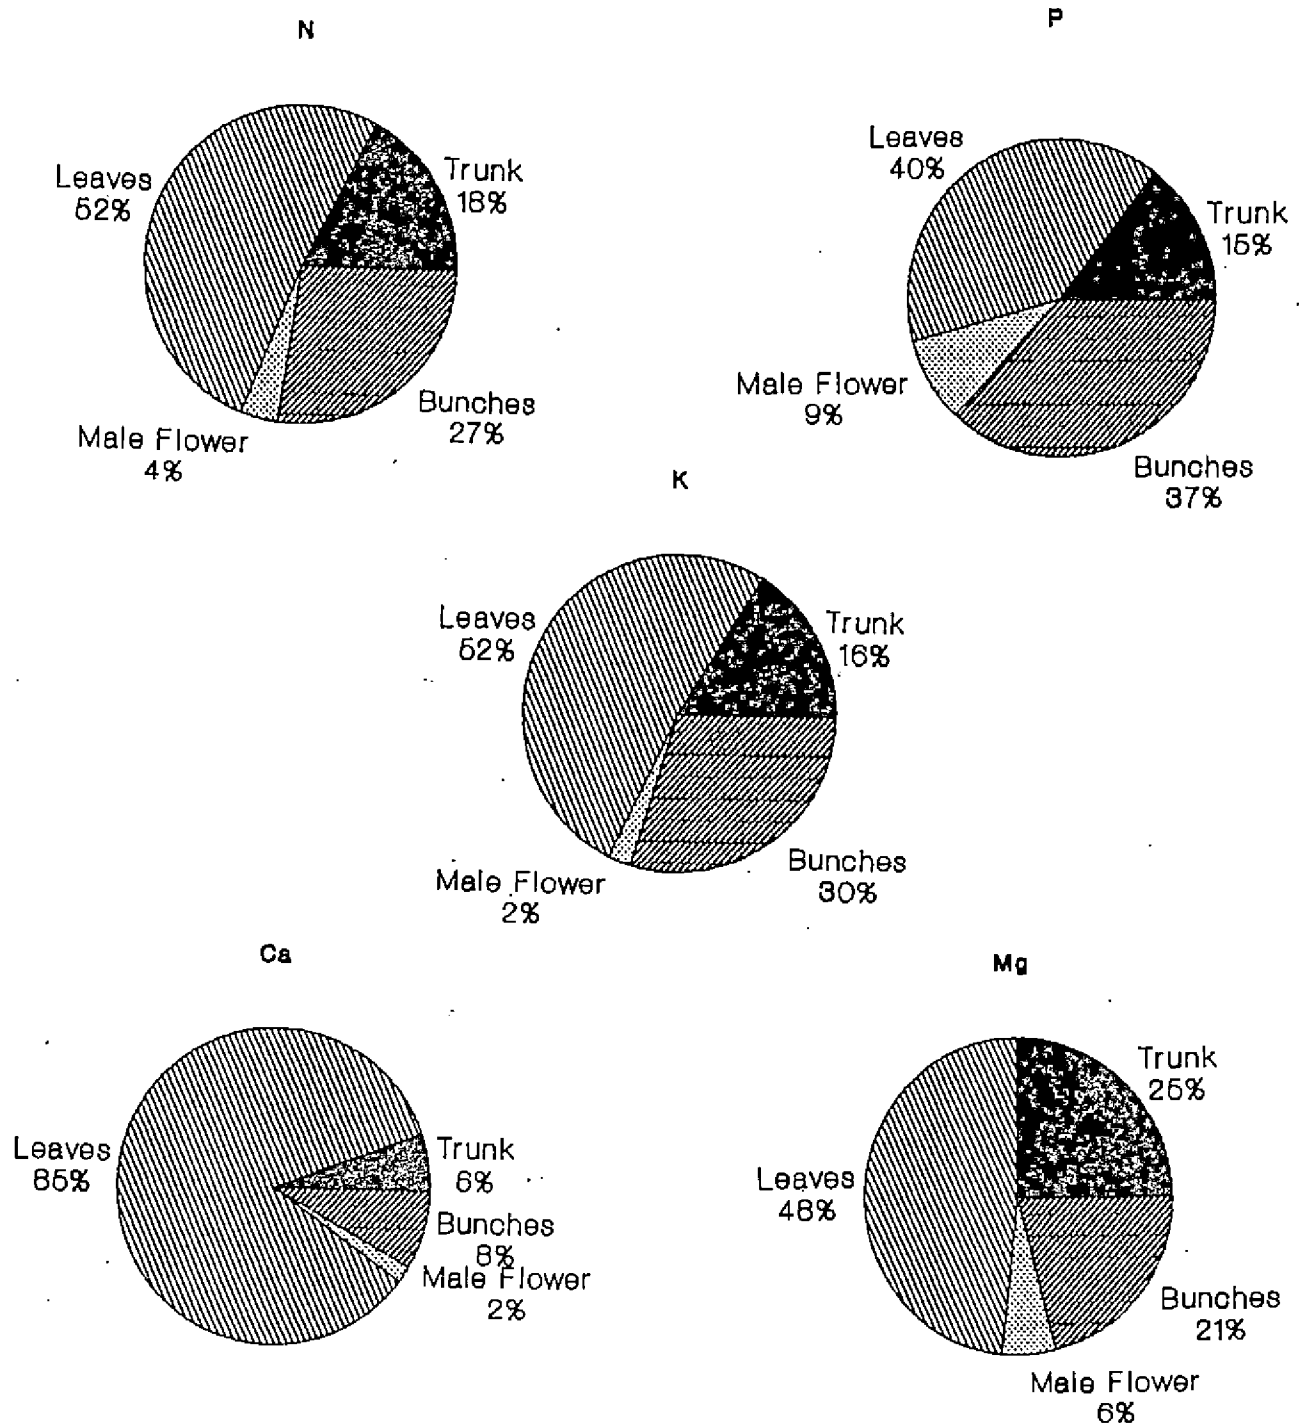 N
Leaves
52%
Trunk
18%
Bunches
27%
Male Flower
4%
P
Leaves
40%
Trunk
15%
Male Flower
9%
Bunches
37%
K
Leaves
52%
Trunk
16%
Bunches
30%
Male Flower
2%
Ca
Leaves
85%
Trunk
5%
Bunches
8%
Male Flower
2%
Mg
Trunk
25%
Leaves
48%
Bunches
21%
Male Flower
5%